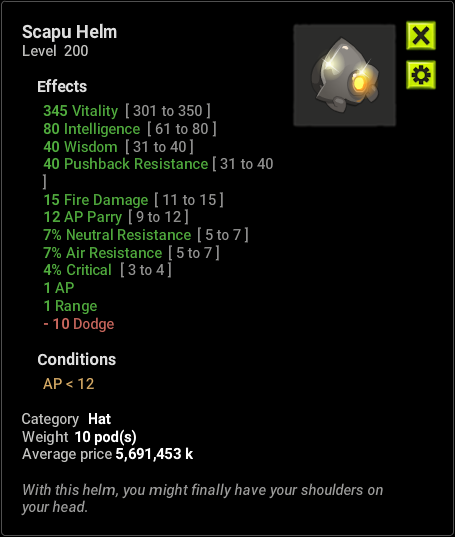 Scapu Helm
Level 200
Effects
345 Vitality [ 301 to 350 ]
80 Intelligence [ 61 to 80 ]
40 Wisdom [ 31 to 40 ]
40 Pushback Resistance [ 31 to 40
]
15 Fire Damage [ 11 to 15 ]
12 AP Parry [ 9 to 12 ]
7% Neutral Resistance [ 5 to 7 ]
7% Air Resistance [ 5 to 7 ]
4% Critical [ 3 to 4 ]
1 AP
1 Range
- 10 Dodge
Conditions
AP < 12
Category Hat
Weight 10 pod(s)
Average price 5,691,453 k
With this helm, you might finally have your shoulders on
your head.